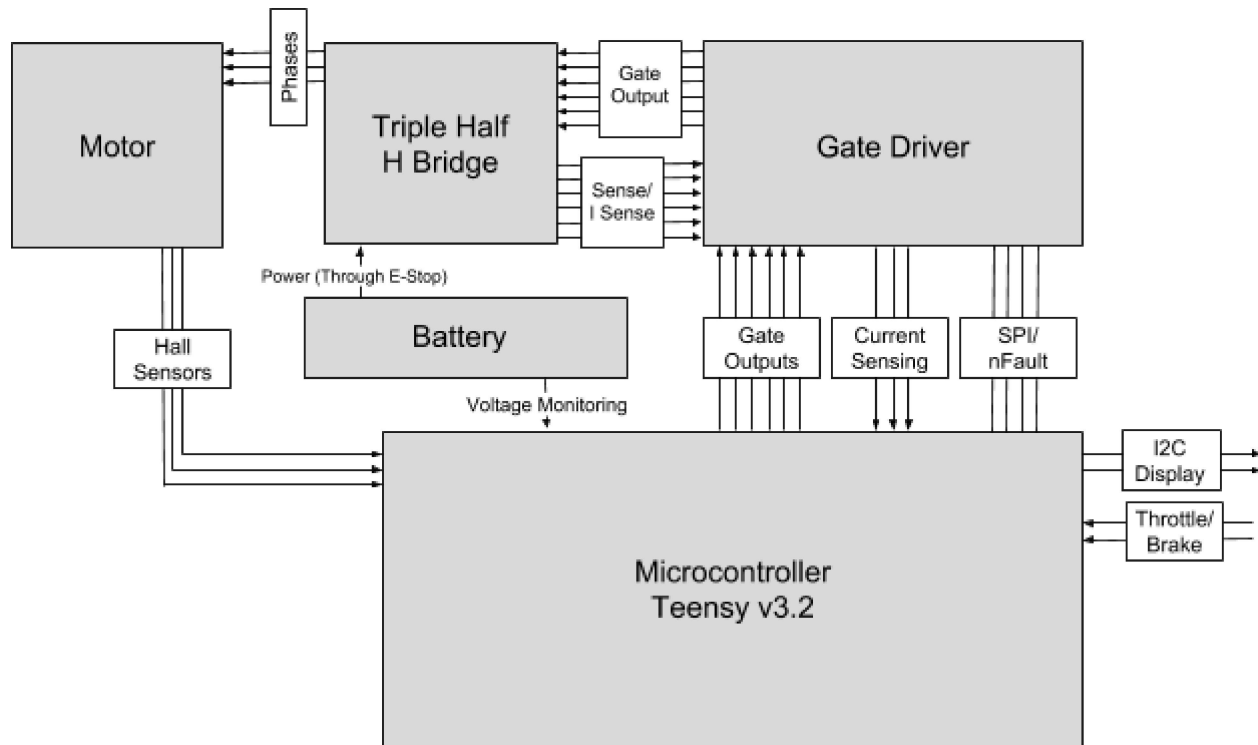 Phases
Gate
Output
Motor
Triple Half
H Bridge
Gate Driver
Sense/
I Sense
Power (Through E-Stop)
Battery
Hall
Sensors
Gate
Outputs
Current
Sensing
SPI/
nFault
Voltage Monitoring
I2C
Display
Throttle/
Brake
Microcontroller
Teensy v3.2